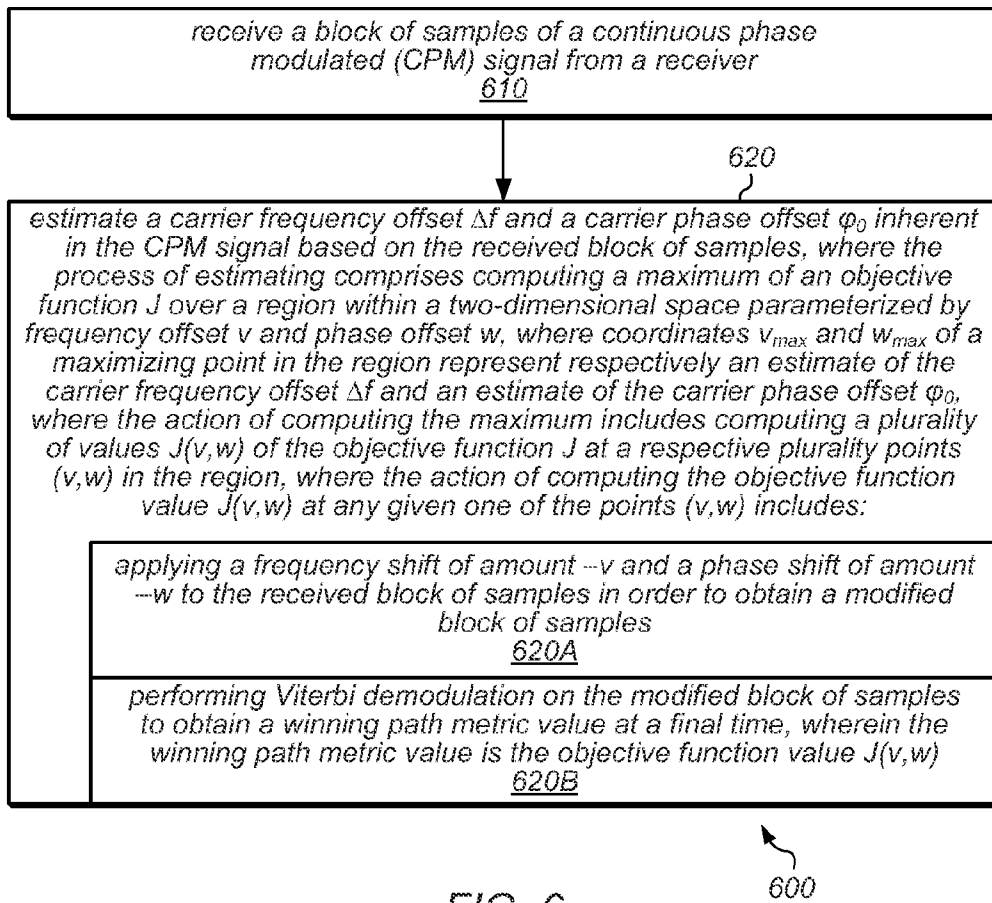 receive a block of samples of a continuous phase
modulated (CPM) signal from a receiver
610
620
estimate a carrier frequency offset Δf and a carrier phase offset φ0 inherent
in the CPM signal based on the received block of samples, where the
process of estimating comprises computing a maximum of an objective
function J over a region within a two-dimensional space parameterized by
frequency offset v and phase offset w, where coordinates vmax and wmax of a
maximizing point in the region represent respectively an estimate of the
carrier frequency offset Δf and an estimate of the carrier phase offset φ0,
where the action of computing the maximum includes computing a plurality
of values J(v,w) of the objective function J at a respective plurality points
(v,w) in the region, where the action of computing the objective function
value J(v,w) at any given one of the points (v,w) includes:
applying a frequency shift of amount –v and a phase shift of amount
–w to the received block of samples in order to obtain a modified
block of samples
620A
performing Viterbi demodulation on the modified block of samples
to obtain a winning path metric value at a final time, wherein the
winning path metric value is the objective function value J(v,w)
620B
600
FIG. 6